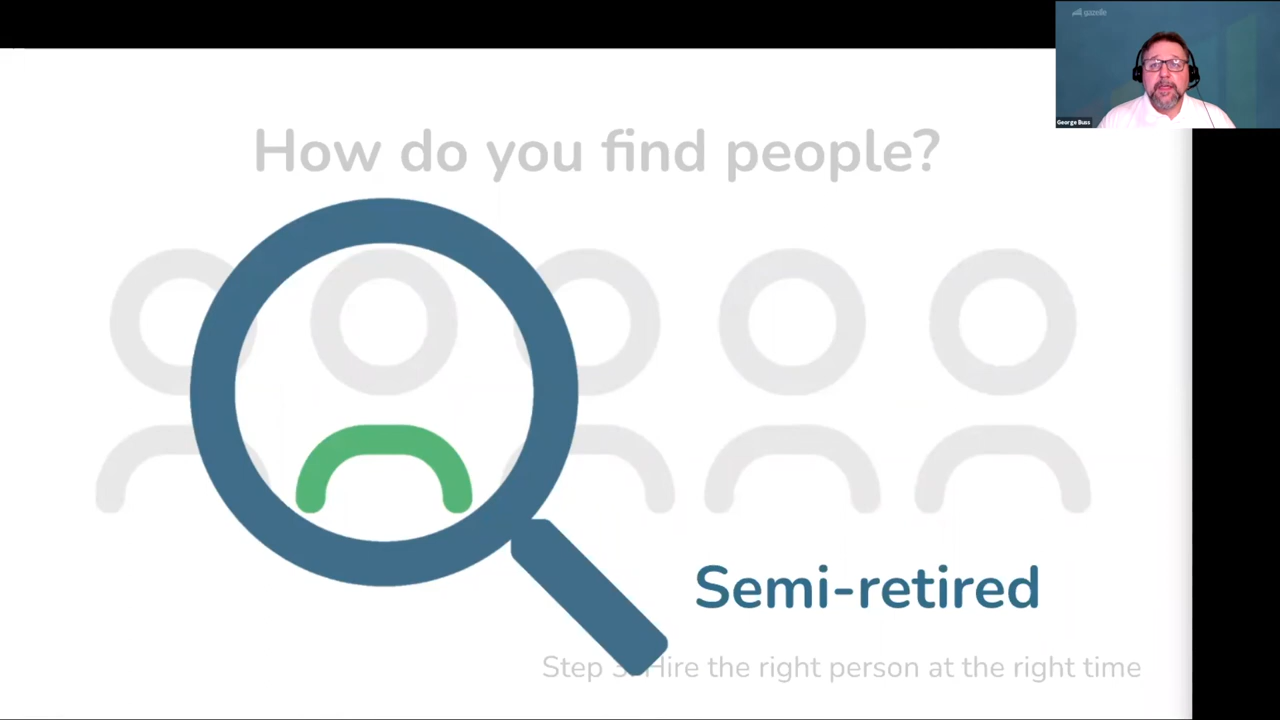 gazelle
George Buss
How do you find people?
Semi-retired
Step 3: Hire the right person at the right time